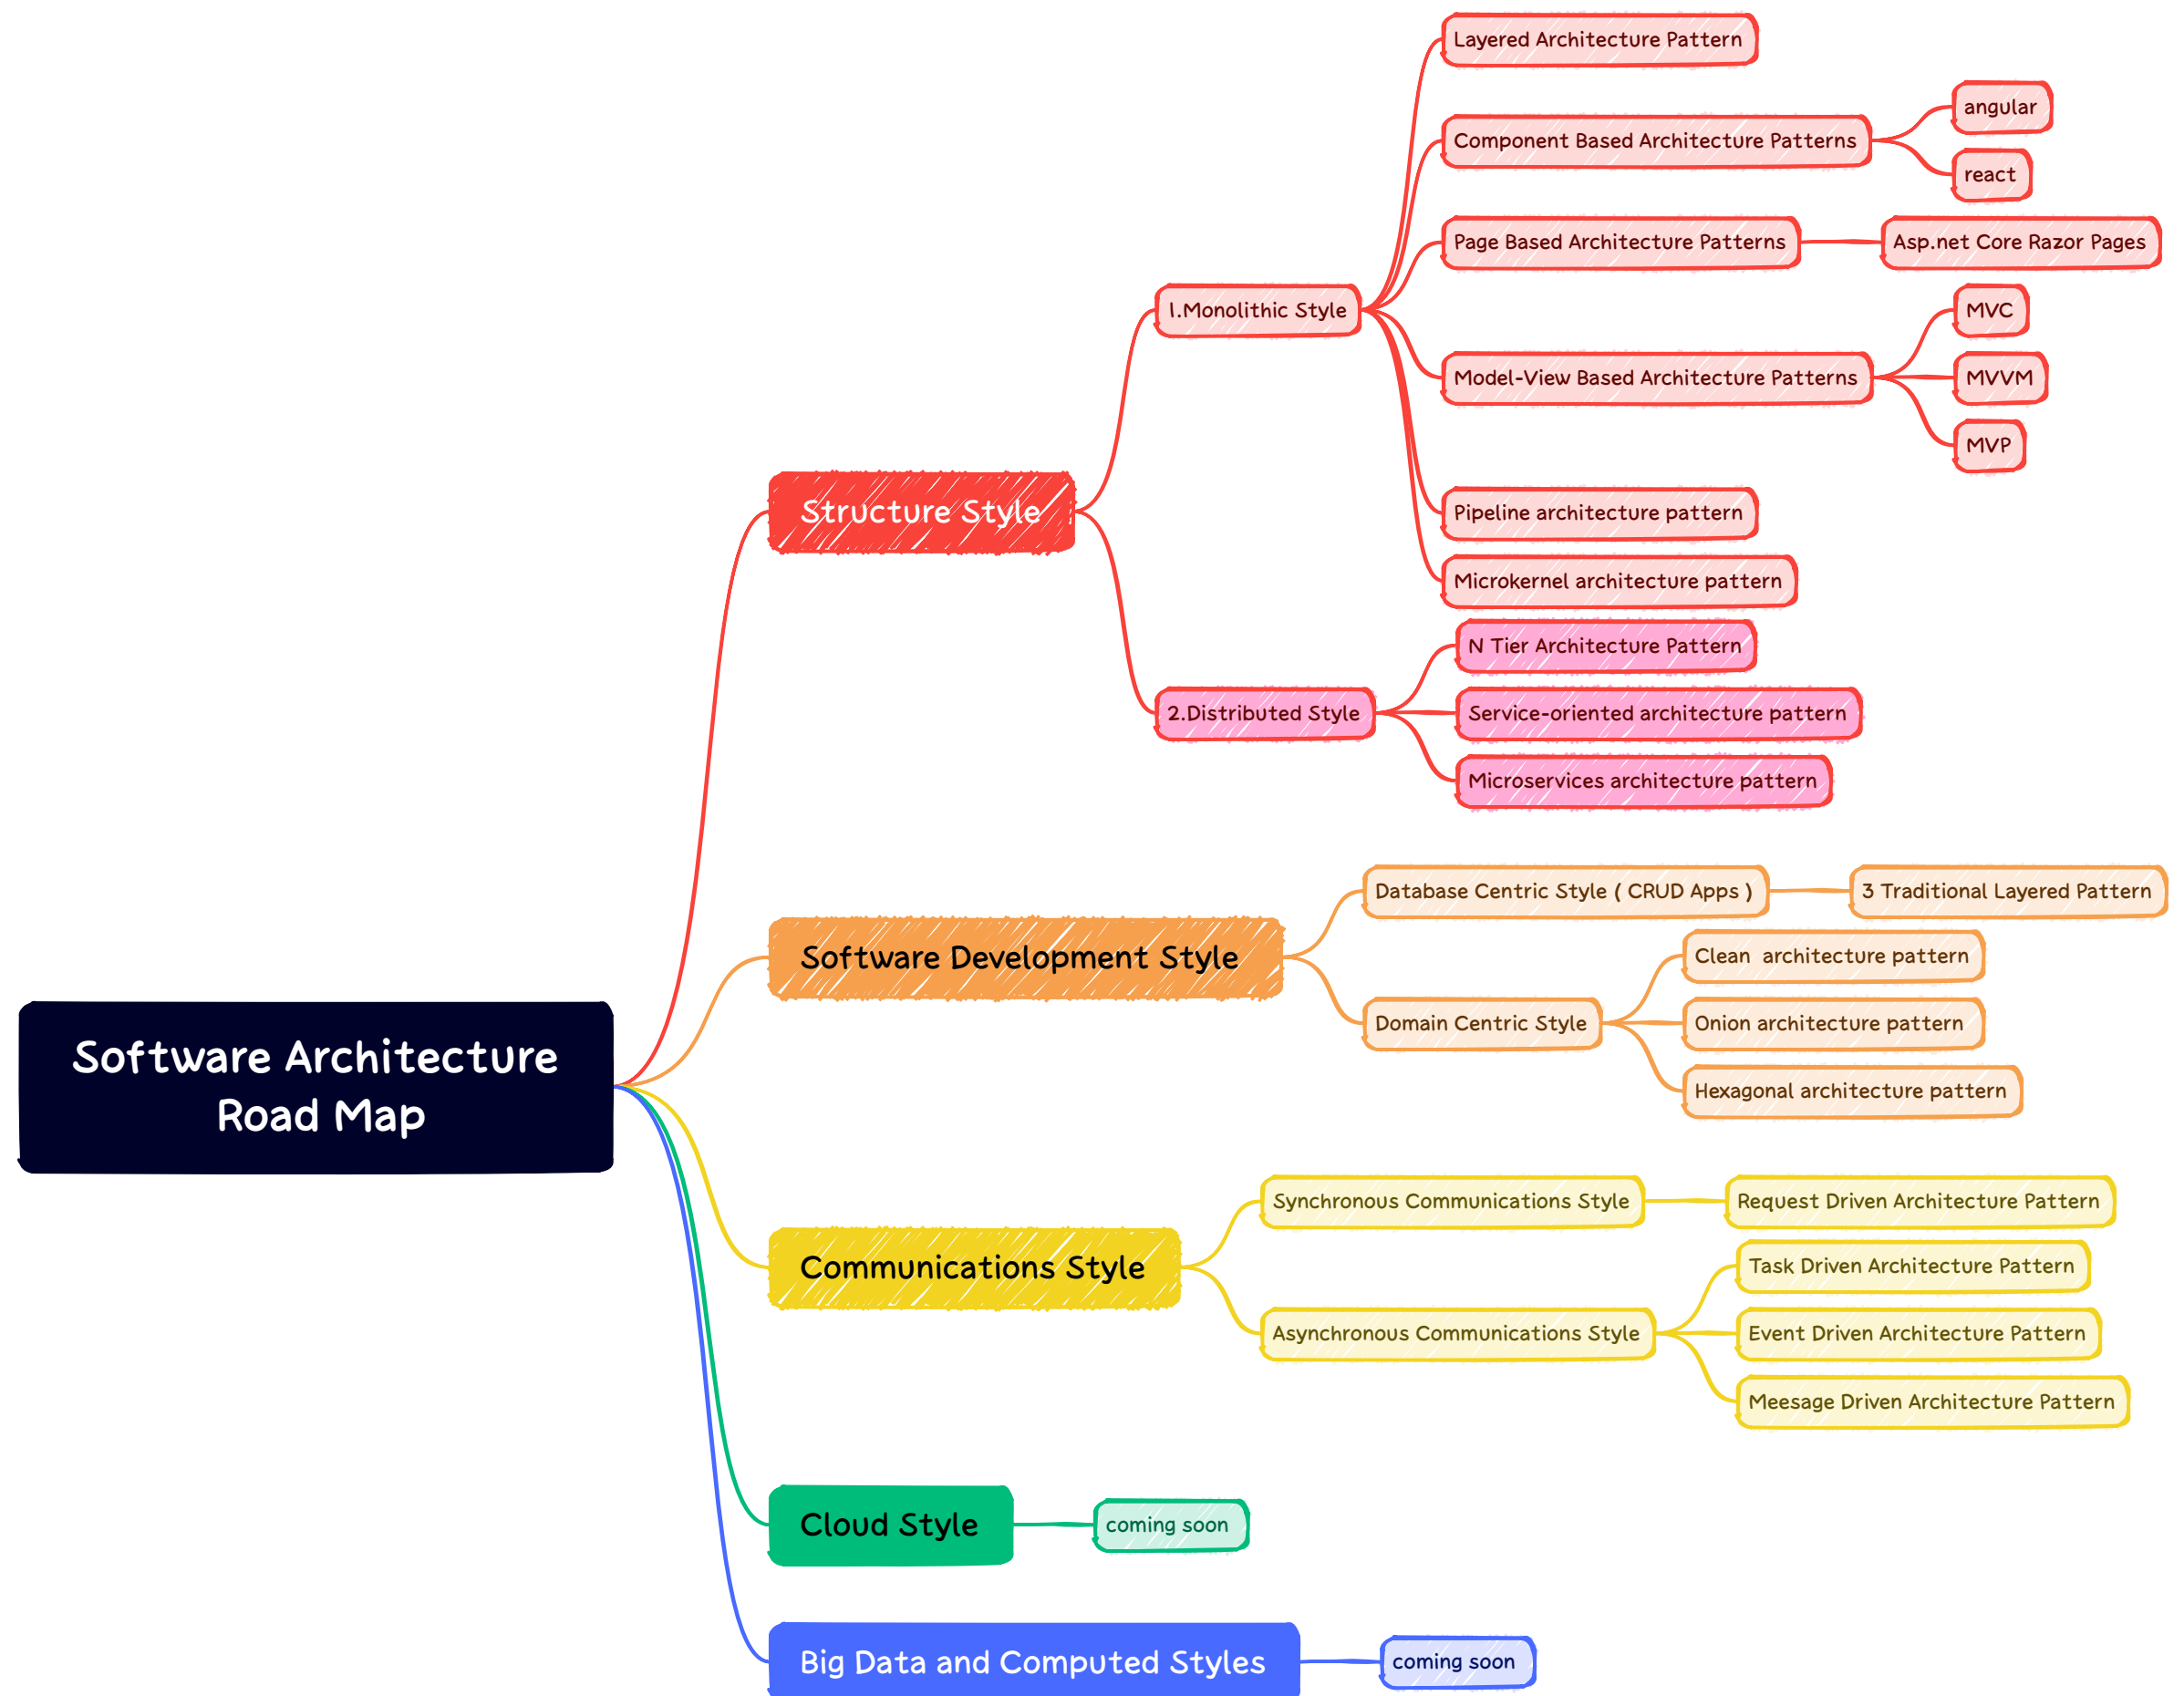 Software Architecture
Road Map
Structure Style
1.Monolithic Style
Layered Architecture Pattern
Component Based Architecture Patterns
angular
react
Page Based Architecture Patterns
Asp.net Core Razor Pages
Model-View Based Architecture Patterns
MVC
MVVM
MVP
Pipeline architecture pattern
Microkernel architecture pattern
2.Distributed Style
N Tier Architecture Pattern
Service-oriented architecture pattern
Microservices architecture pattern
Software Development Style
Database Centric Style ( CRUD Apps )
3 Traditional Layered Pattern
Domain Centric Style
Clean  architecture pattern
Onion architecture pattern
Hexagonal architecture pattern
Communications Style
Synchronous Communications Style
Request Driven Architecture Pattern
Asynchronous Communications Style
Task Driven Architecture Pattern
Event Driven Architecture Pattern
Meesage Driven Architecture Pattern
Cloud Style
coming soon
Big Data and Computed Styles
coming soon